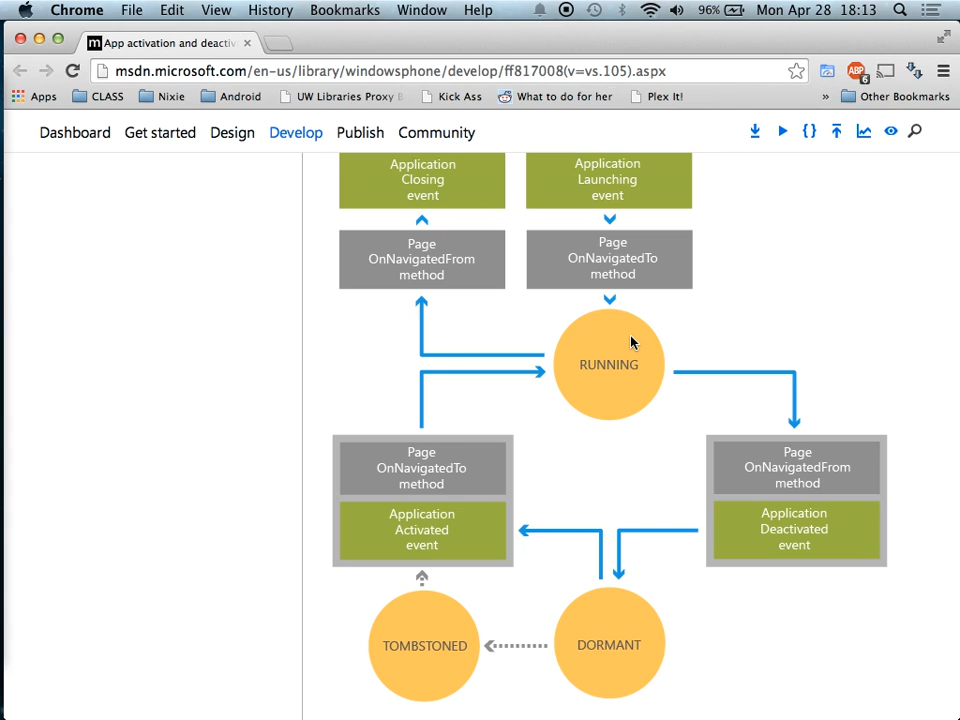 Chrome File Edit View History Bookmarks Window Help 96% Mon Apr 28 18:13
m App activation and deactiv
msdn.microsoft.com/en-us/library/windowsphone/develop/ff817008(v=vs.105).aspx
ABP 6
Apps CLASS Nixie Android UW Libraries Proxy Kick Ass What to do for her Plex It! » Other Bookmarks
Dashboard Get started Design Develop Publish Community
Application
Closing
event
Application
Launching
event
Page
OnNavigatedFrom
method
Page
OnNavigatedTo
method
RUNNING
Page
OnNavigatedTo
method
Application
Activated
event
Page
OnNavigatedFrom
method
Application
Deactivated
event
TOMBSTONED
DORMANT